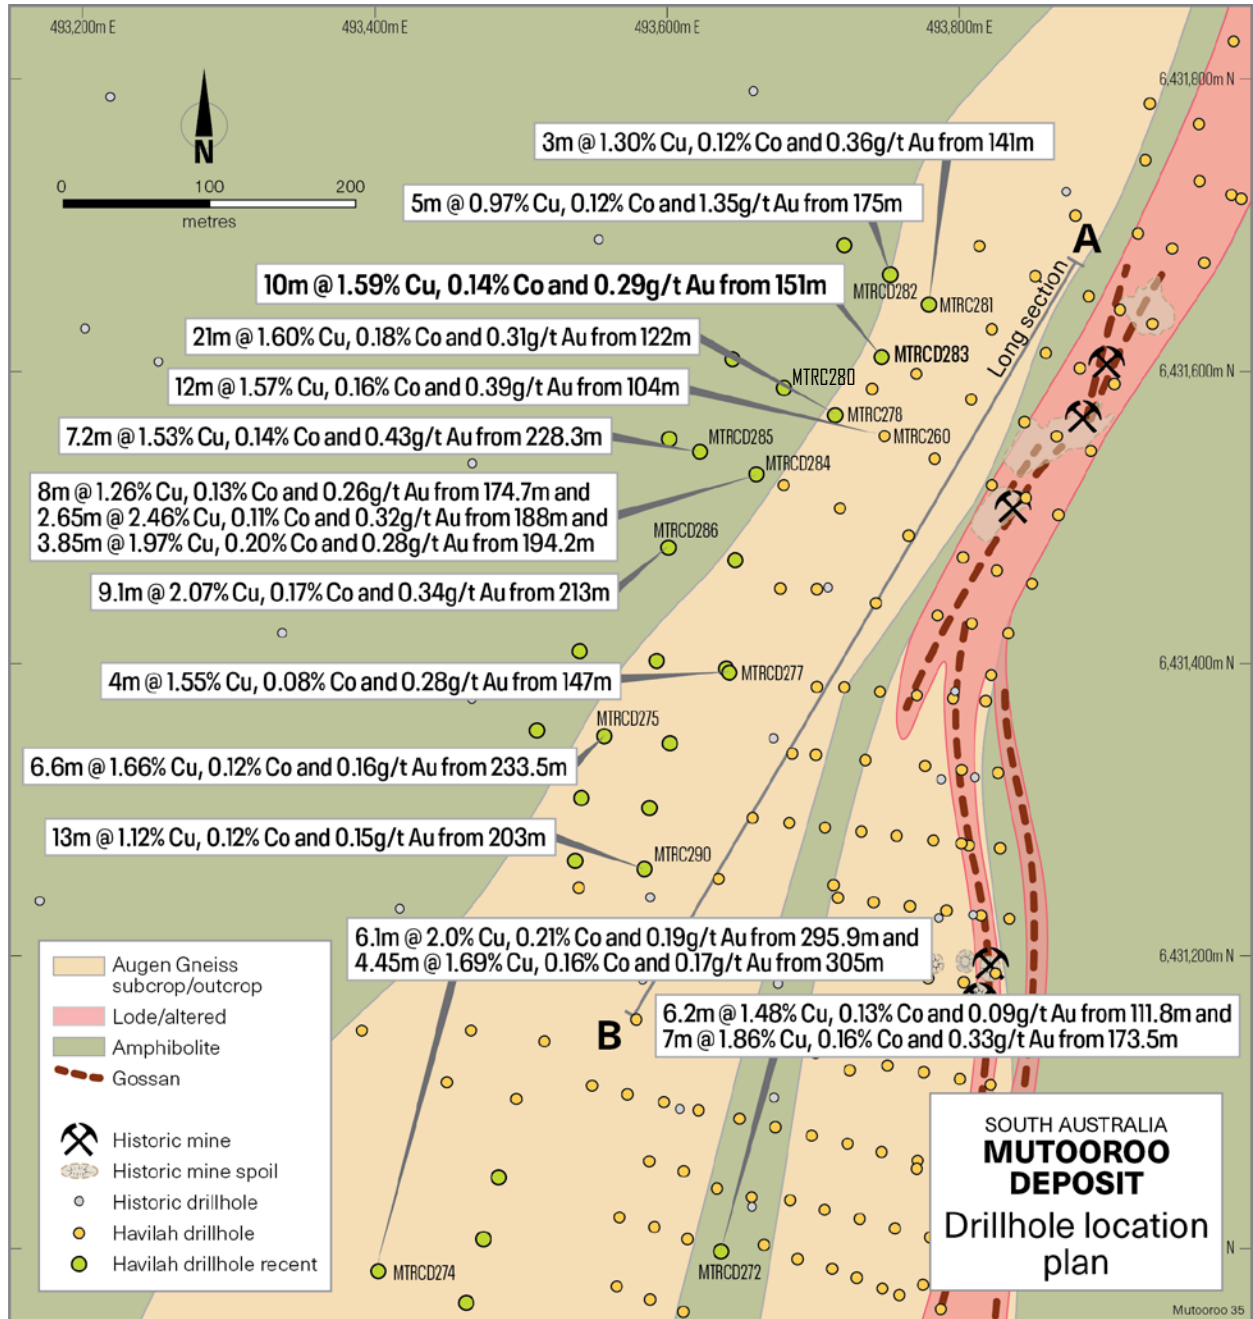 493,200m E
493,400m E
493,600m E
493,800m E
6,431,800m N
N
0
100
200
metres
3m @ 1.30% Cu, 0.12% Co and 0.36g/t Au from 141m
5m @ 0.97% Cu, 0.12% Co and 1.35g/t Au from 175m
A
10m @ 1.59% Cu, 0.14% Co and 0.29g/t Au from 151m
MTRCD282
MTRC281
Long section
21m @ 1.60% Cu, 0.18% Co and 0.31g/t Au from 122m
MTRCD283
6,431,600m N
12m @ 1.57% Cu, 0.16% Co and 0.39g/t Au from 104m
MTRC280
MTRC278
7.2m @ 1.53% Cu, 0.14% Co and 0.43g/t Au from 228.3m
MTRCD285
MTRC260
MTRCD284
8m @ 1.26% Cu, 0.13% Co and 0.26g/t Au from 174.7m and
2.65m @ 2.46% Cu, 0.11% Co and 0.32g/t Au from 188m and
3.85m @ 1.97% Cu, 0.20% Co and 0.28g/t Au from 194.2m
MTRCD286
9.1m @ 2.07% Cu, 0.17% Co and 0.34g/t Au from 213m
6,431,400m N
4m @ 1.55% Cu, 0.08% Co and 0.28g/t Au from 147m
MTRCD277
MTRCD275
6.6m @ 1.66% Cu, 0.12% Co and 0.16g/t Au from 233.5m
13m @ 1.12% Cu, 0.12% Co and 0.15g/t Au from 203m
MTRC290
6.1m @ 2.0% Cu, 0.21% Co and 0.19g/t Au from 295.9m and
4.45m @ 1.69% Cu, 0.16% Co and 0.17g/t Au from 305m
6,431,200m N
6.2m @ 1.48% Cu, 0.13% Co and 0.09g/t Au from 111.8m and
7m @ 1.86% Cu, 0.16% Co and 0.33g/t Au from 173.5m
B
Augen Gneiss
subcrop/outcrop
Lode/altered
Amphibolite
Gossan
Historic mine
Historic mine spoil
Historic drillhole
Havilah drillhole
Havilah drillhole recent
MTRCD274
MTRCD272
SOUTH AUSTRALIA
MUTOOROO
DEPOSIT
Drillhole location
plan
N
Mutooroo 35